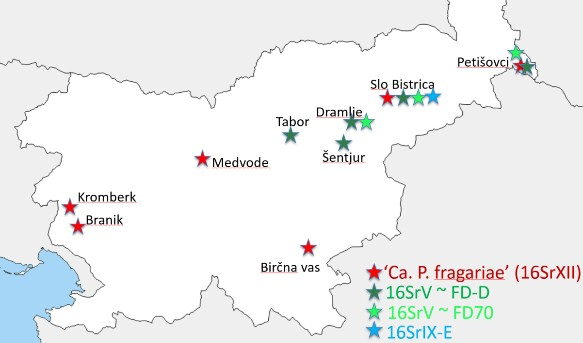 Petišovci
Slo Bistrica
Dramlje
Tabor
Šentjur
Medvode
Kromberk
Branik
Birčna vas
‘Ca. P. fragariae’ (16SrXII)
16SrV ~ FD-D
16SrV ~ FD70
16SrIX-E